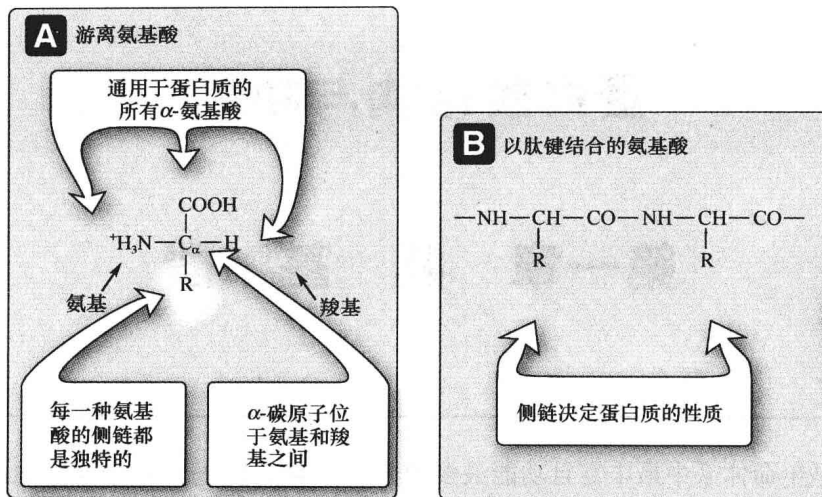 A 游离氨基酸
通用于蛋白质的
所有α-氨基酸
COOH
⁺H₃N—Cα—H
R
氨基
羧基
每一种氨基
酸的侧链都
是独特的
α-碳原子位
于氨基和羧
基之间
B 以肽键结合的氨基酸
—NH—CH—CO—NH—CH—CO—
R R
侧链决定蛋白质的性质